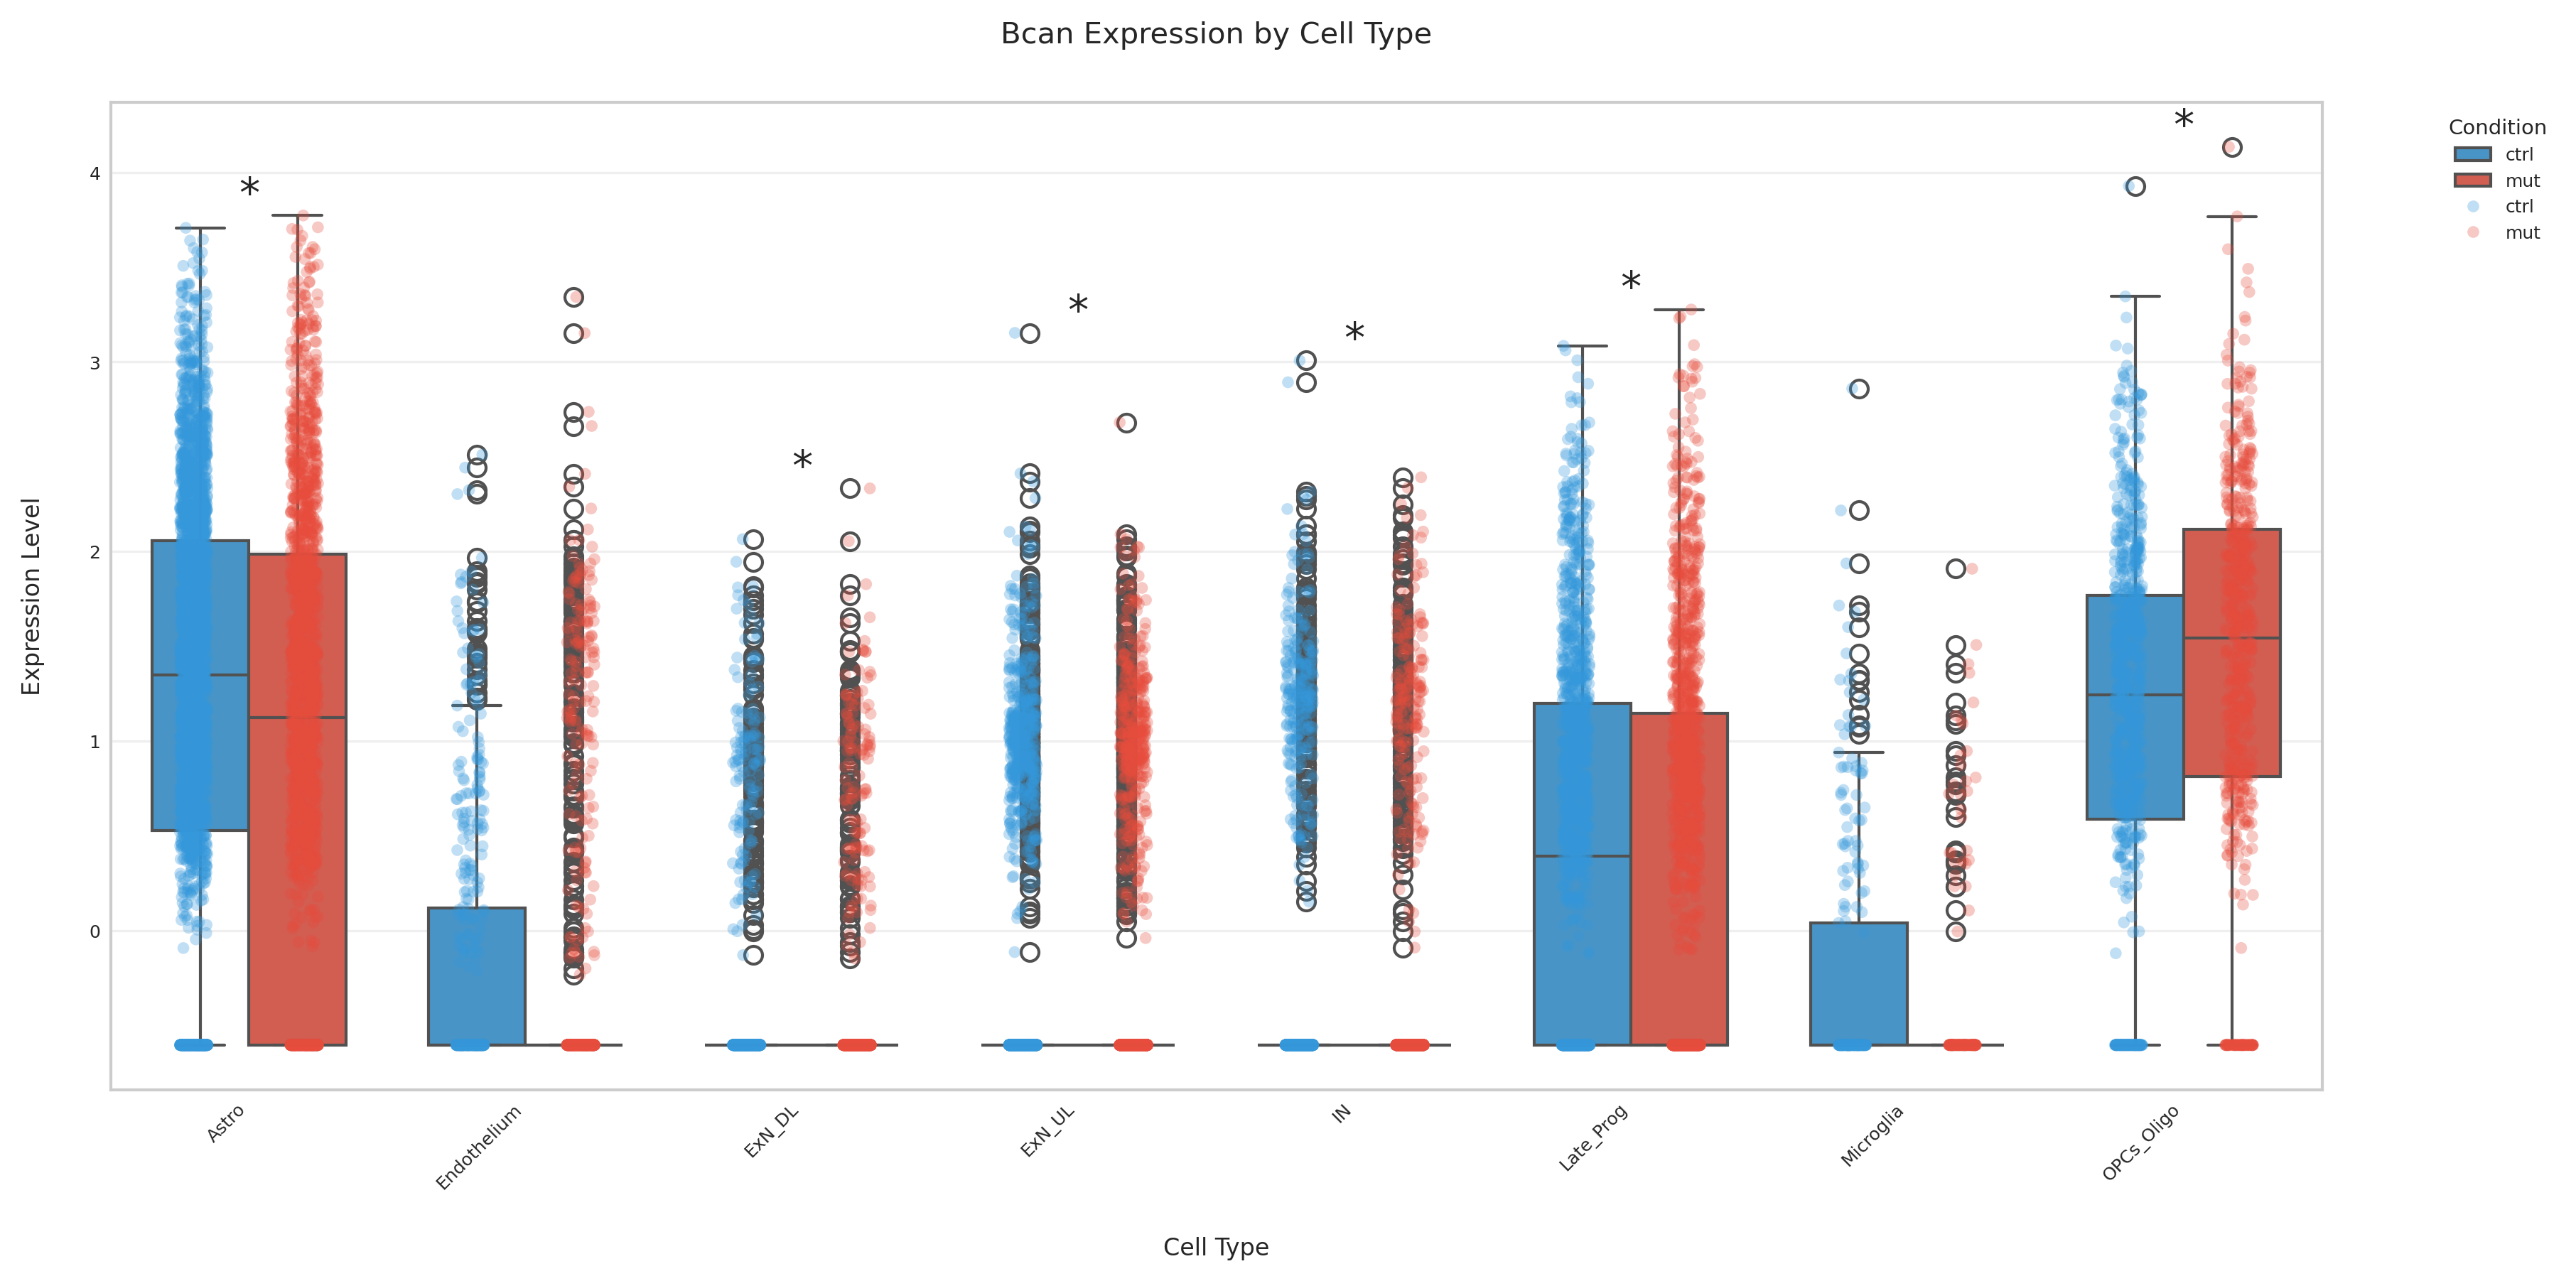 Bcan Expression by Cell Type
Expression Level
4
3
2
1
0
*
*
*
*
*
*
Condition
ctrl
mut
ctrl
mut
Astro
Endothelium
ExN_DL
ExN_UL
IN
Late_Prog
Microglia
OPCs_Oligo
Cell Type